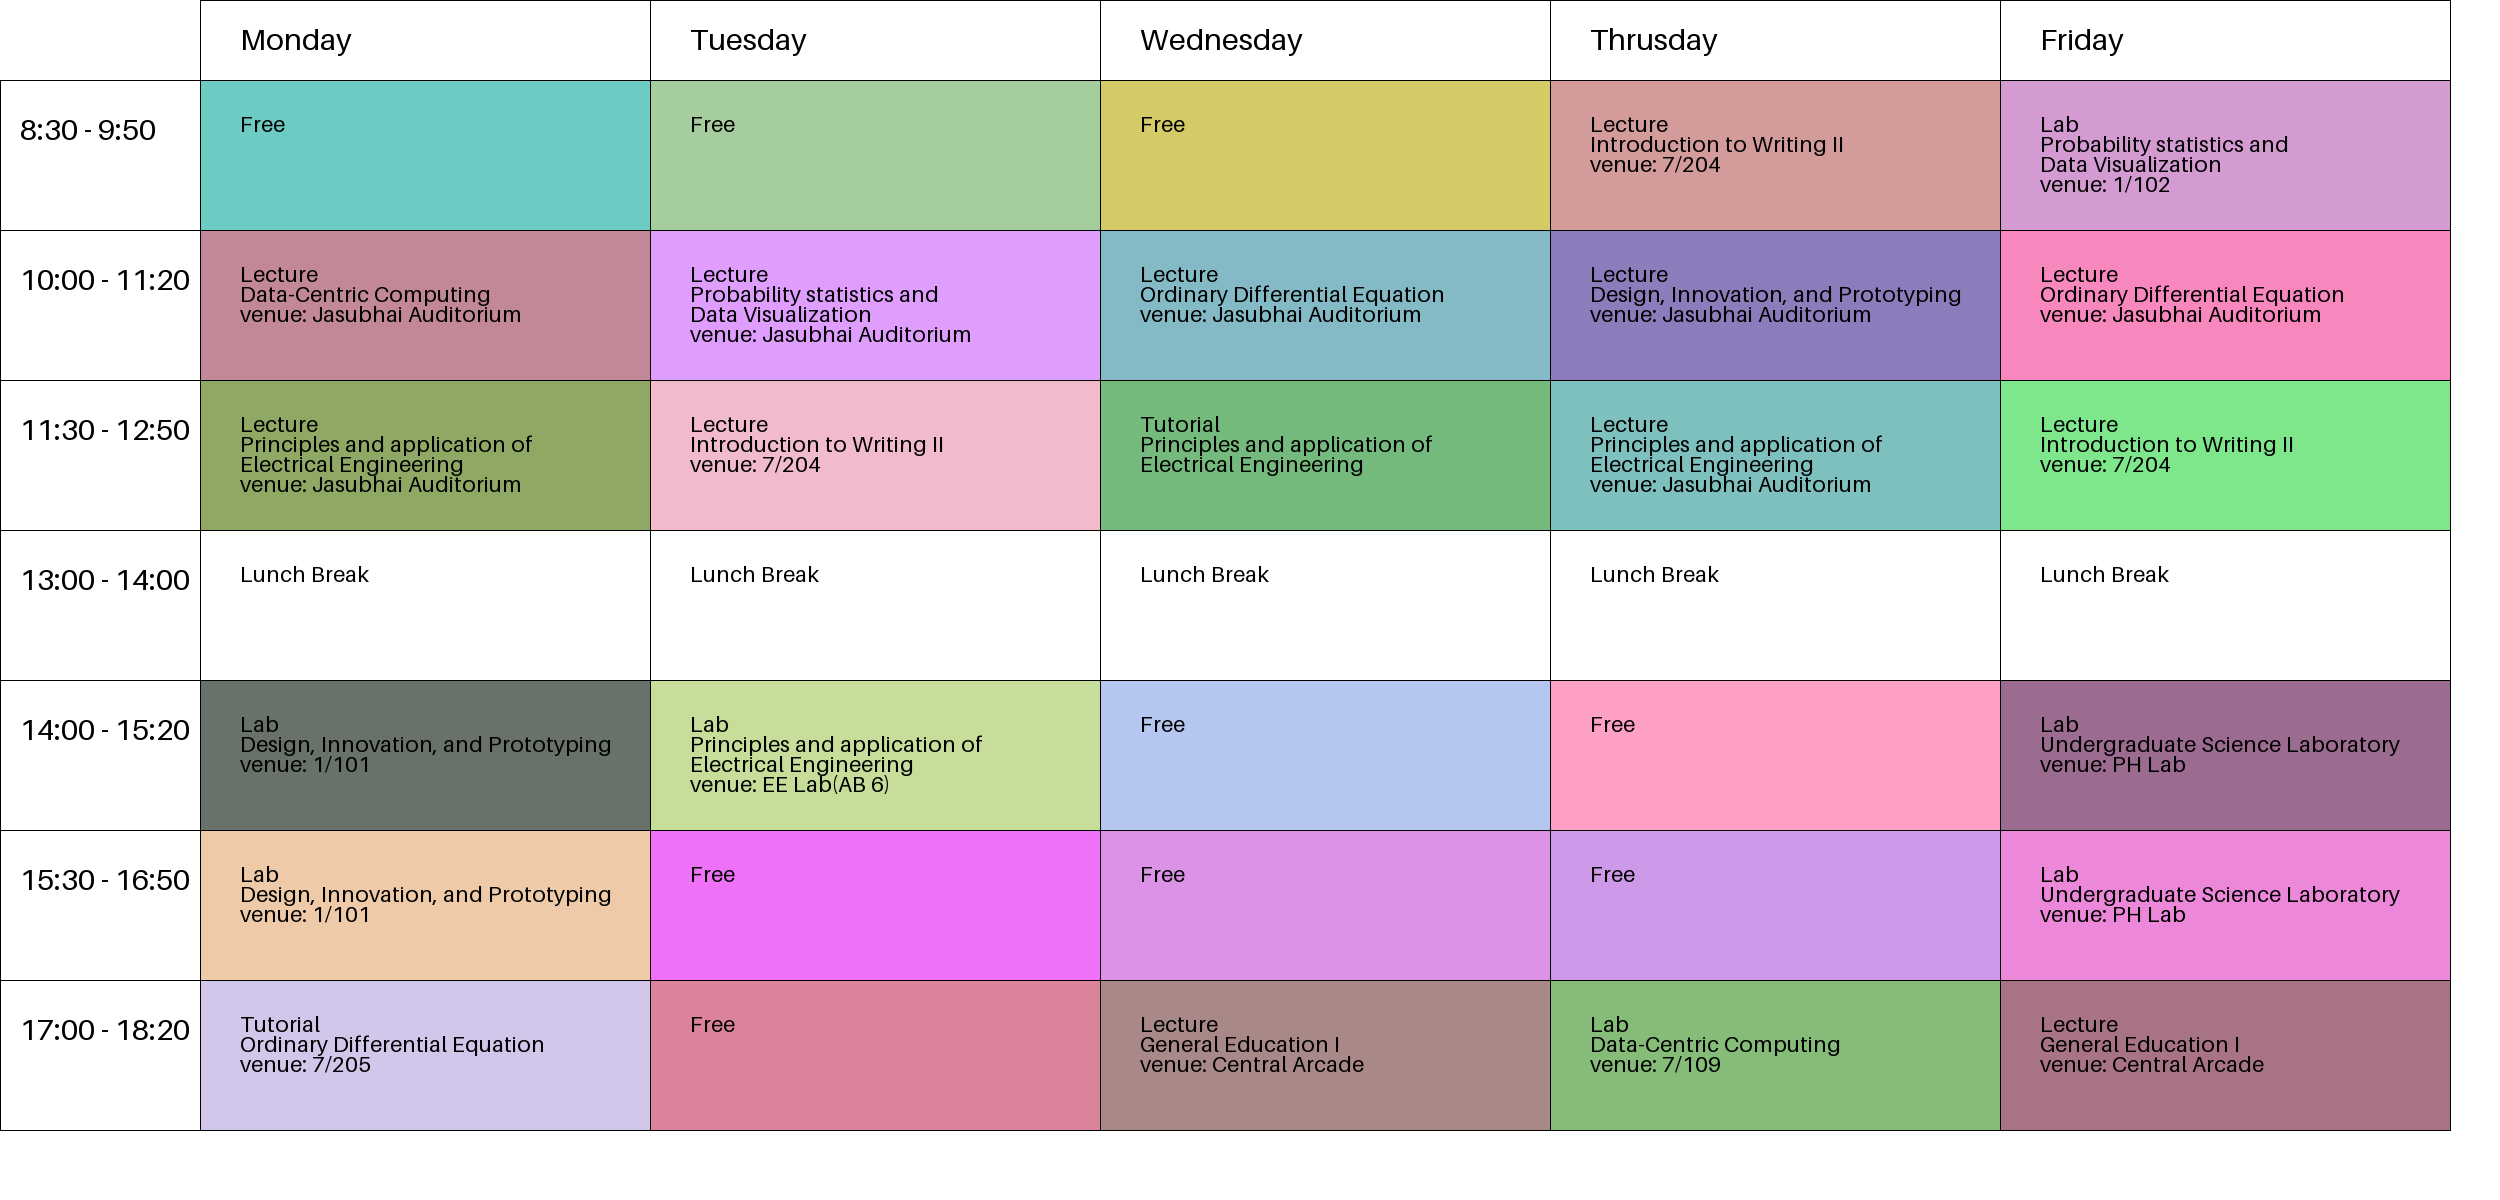 Monday
Tuesday
Wednesday
Thrusday
Friday
8:30 - 9:50
Free
Free
Free
Lecture
Introduction to Writing II
venue: 7/204
Lab
Probability statistics and
Data Visualization
venue: 1/102
10:00 - 11:20
Lecture
Data-Centric Computing
venue: Jasubhai Auditorium
Lecture
Probability statistics and
Data Visualization
venue: Jasubhai Auditorium
Lecture
Ordinary Differential Equation
venue: Jasubhai Auditorium
Lecture
Design, Innovation, and Prototyping
venue: Jasubhai Auditorium
Lecture
Ordinary Differential Equation
venue: Jasubhai Auditorium
11:30 - 12:50
Lecture
Principles and application of
Electrical Engineering
venue: Jasubhai Auditorium
Lecture
Introduction to Writing II
venue: 7/204
Tutorial
Principles and application of
Electrical Engineering
Lecture
Principles and application of
Electrical Engineering
venue: Jasubhai Auditorium
Lecture
Introduction to Writing II
venue: 7/204
13:00 - 14:00
Lunch Break
Lunch Break
Lunch Break
Lunch Break
Lunch Break
14:00 - 15:20
Lab
Design, Innovation, and Prototyping
venue: 1/101
Lab
Principles and application of
Electrical Engineering
venue: EE Lab(AB 6)
Free
Free
Lab
Undergraduate Science Laboratory
venue: PH Lab
15:30 - 16:50
Lab
Design, Innovation, and Prototyping
venue: 1/101
Free
Free
Free
Lab
Undergraduate Science Laboratory
venue: PH Lab
17:00 - 18:20
Tutorial
Ordinary Differential Equation
venue: 7/205
Free
Lecture
General Education I
venue: Central Arcade
Lab
Data-Centric Computing
venue: 7/109
Lecture
General Education I
venue: Central Arcade